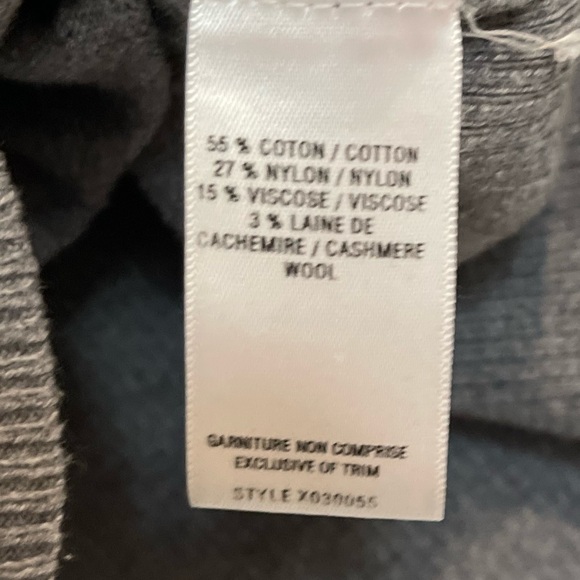 55 % COTON / COTTON
27 % NYLON / NYLON
15 % VISCOSE / VISCOSE
3 % LAINE DE
CACHEMIRE / CASHMERE
WOOL
GARNITURE NON COMPRISE
EXCLUSIVE OF TRIM
STYLE X030055